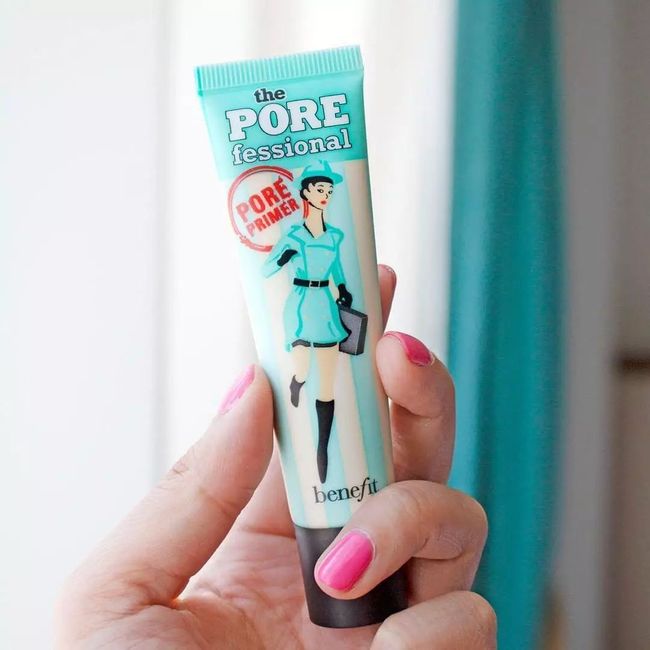 the
PORE
fessional
PORE
PRIMER
benefit